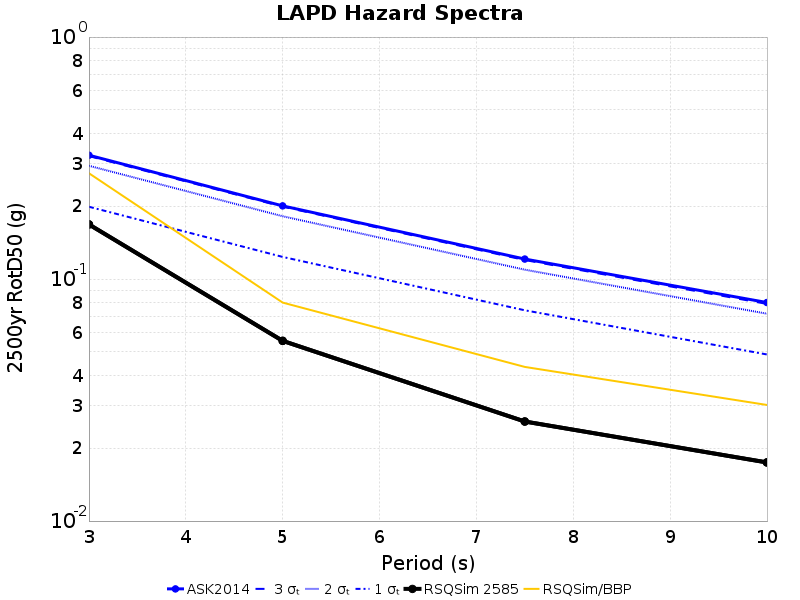 LAPD Hazard Spectra
2500yr RotD50 (g)
10^0
8
6
4
3
2
10^-1
8
6
4
3
2
10^-2
3 4 5 6 7 8 9 10
Period (s)
ASK2014 3 σₜ 2 σₜ 1 σₜ RSQSim 2585 RSQSim/BBP